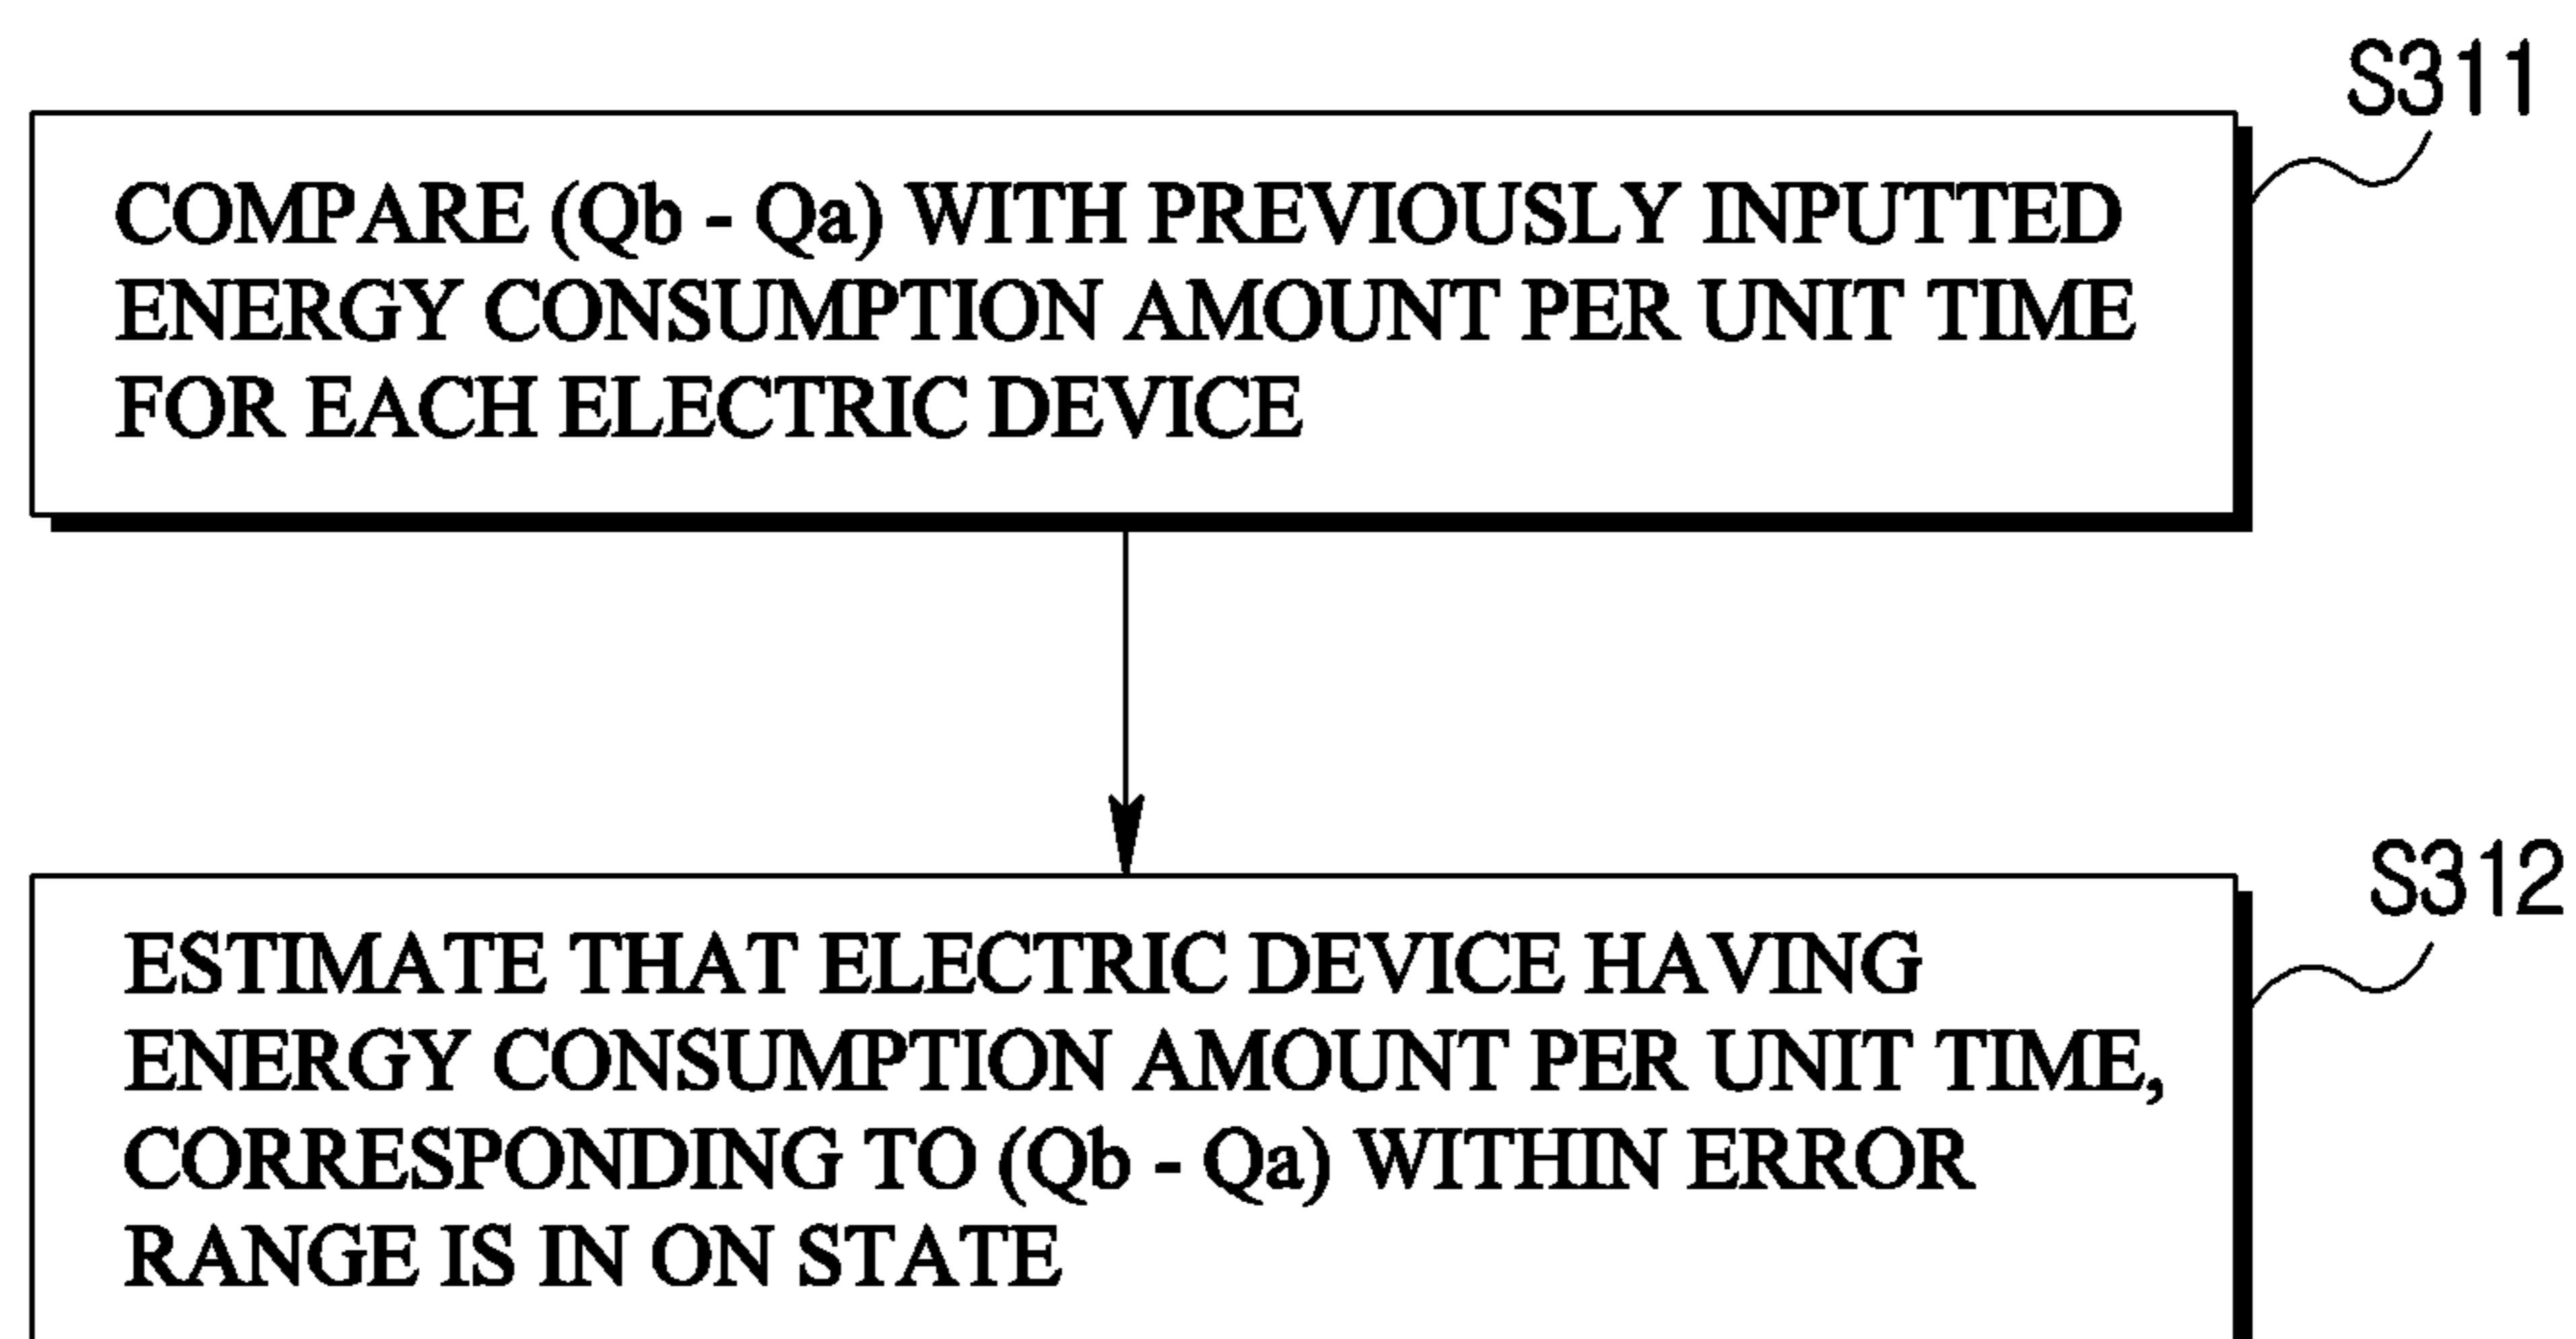 S311
COMPARE (Qb - Qa) WITH PREVIOUSLY INPUTTED
ENERGY CONSUMPTION AMOUNT PER UNIT TIME
FOR EACH ELECTRIC DEVICE
S312
ESTIMATE THAT ELECTRIC DEVICE HAVING
ENERGY CONSUMPTION AMOUNT PER UNIT TIME,
CORRESPONDING TO (Qb - Qa) WITHIN ERROR
RANGE IS IN ON STATE